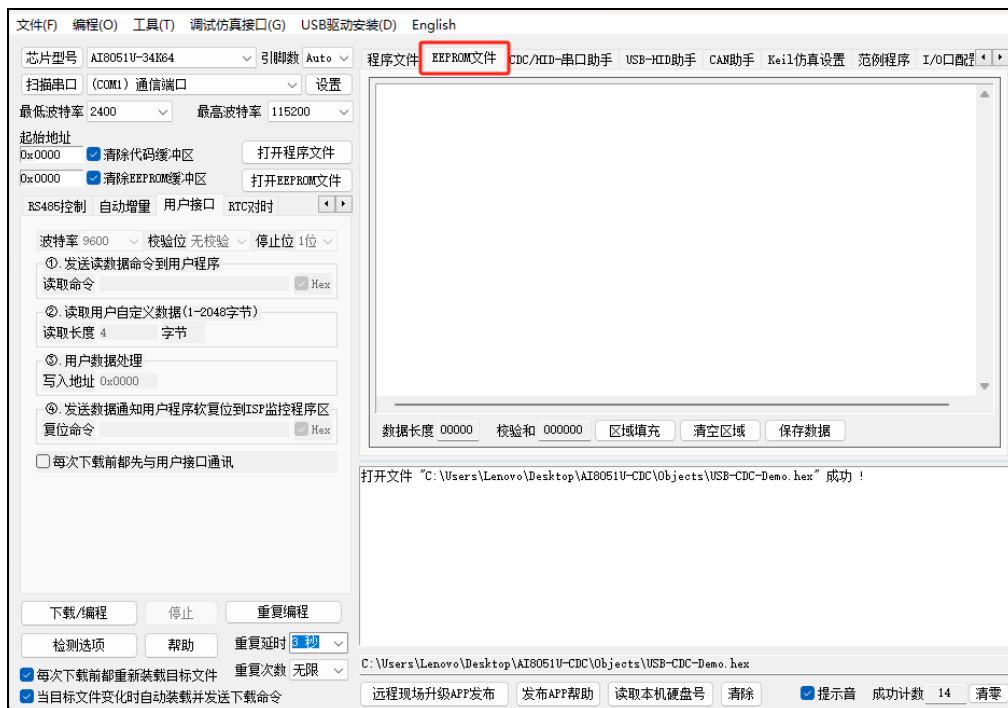 文件(F) 编程(O) 工具(T) 调试仿真接口(G) USB驱动安装(D) English
芯片型号 AI8051U-34K64 引脚数 Auto
扫描串口 (COM1) 通信端口 设置
最低波特率 2400 最高波特率 115200
起始地址
0x0000 清除代码缓冲区 打开程序文件
0x0000 清除EEPROM缓冲区 打开EEPROM文件
RS485控制 自动增量 用户接口 RTC对时
波特率 9600 校验位 无校验 停止位 1位
①.发送读数据命令到用户程序
读取命令 Hex
②.读取用户自定义数据(1-2048字节)
读取长度 4 字节
③.用户数据处理
写入地址 0x0000
④.发送数据通知用户程序软复位到ISP监控程序区
复位命令 Hex
每次下载前都先与用户接口通讯
下载/编程 停止 重复编程
检测选项 帮助 重复延时 3 秒
每次下载前都重新装载目标文件 重复次数 无限
当目标文件变化时自动装载并发送下载命令
程序文件 EEPROM文件 CDC/HID-串口助手 USB-HID助手 CAN助手 Keil仿真设置 范例程序 I/O口配
数据长度 00000 校验和 000000 区域填充 清空区域 保存数据
打开文件 "C:\Users\Lenovo\Desktop\AI8051U-CDC\Objects\USB-CDC-Demo.hex" 成功 !
C:\Users\Lenovo\Desktop\AI8051U-CDC\Objects\USB-CDC-Demo.hex
远程现场升级APP发布 发布APP帮助 读取本机硬盘号 清除 提示音 成功计数 14 清零